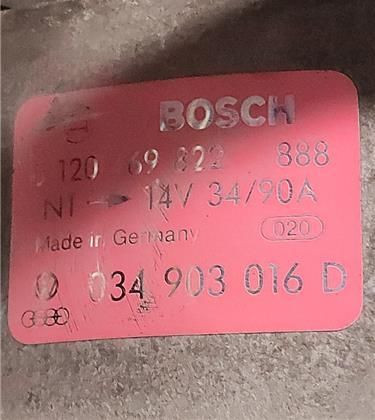 BOSCH
120 69 822 888
N1 → 14V 34/90A
Made in Germany 020
034 903 016 D